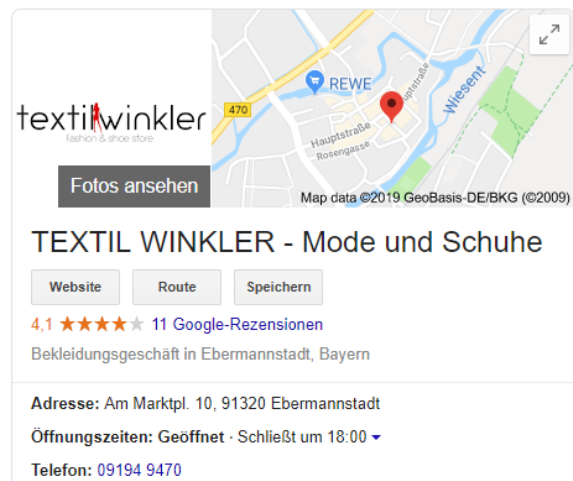 REWE
470
Hauptstraße
Wiesent
Hauptstraße
Rosengasse
textilwinkler
fashion & shoe store
Fotos ansehen
Map data ©2019 GeoBasis-DE/BKG (©2009)
TEXTIL WINKLER - Mode und Schuhe
Website Route Speichern
4,1 ★★★★★ 11 Google-Rezensionen
Bekleidungsgeschäft in Ebermannstadt, Bayern
Adresse: Am Marktpl. 10, 91320 Ebermannstadt
Öffnungszeiten: Geöffnet · Schließt um 18:00
Telefon: 09194 9470